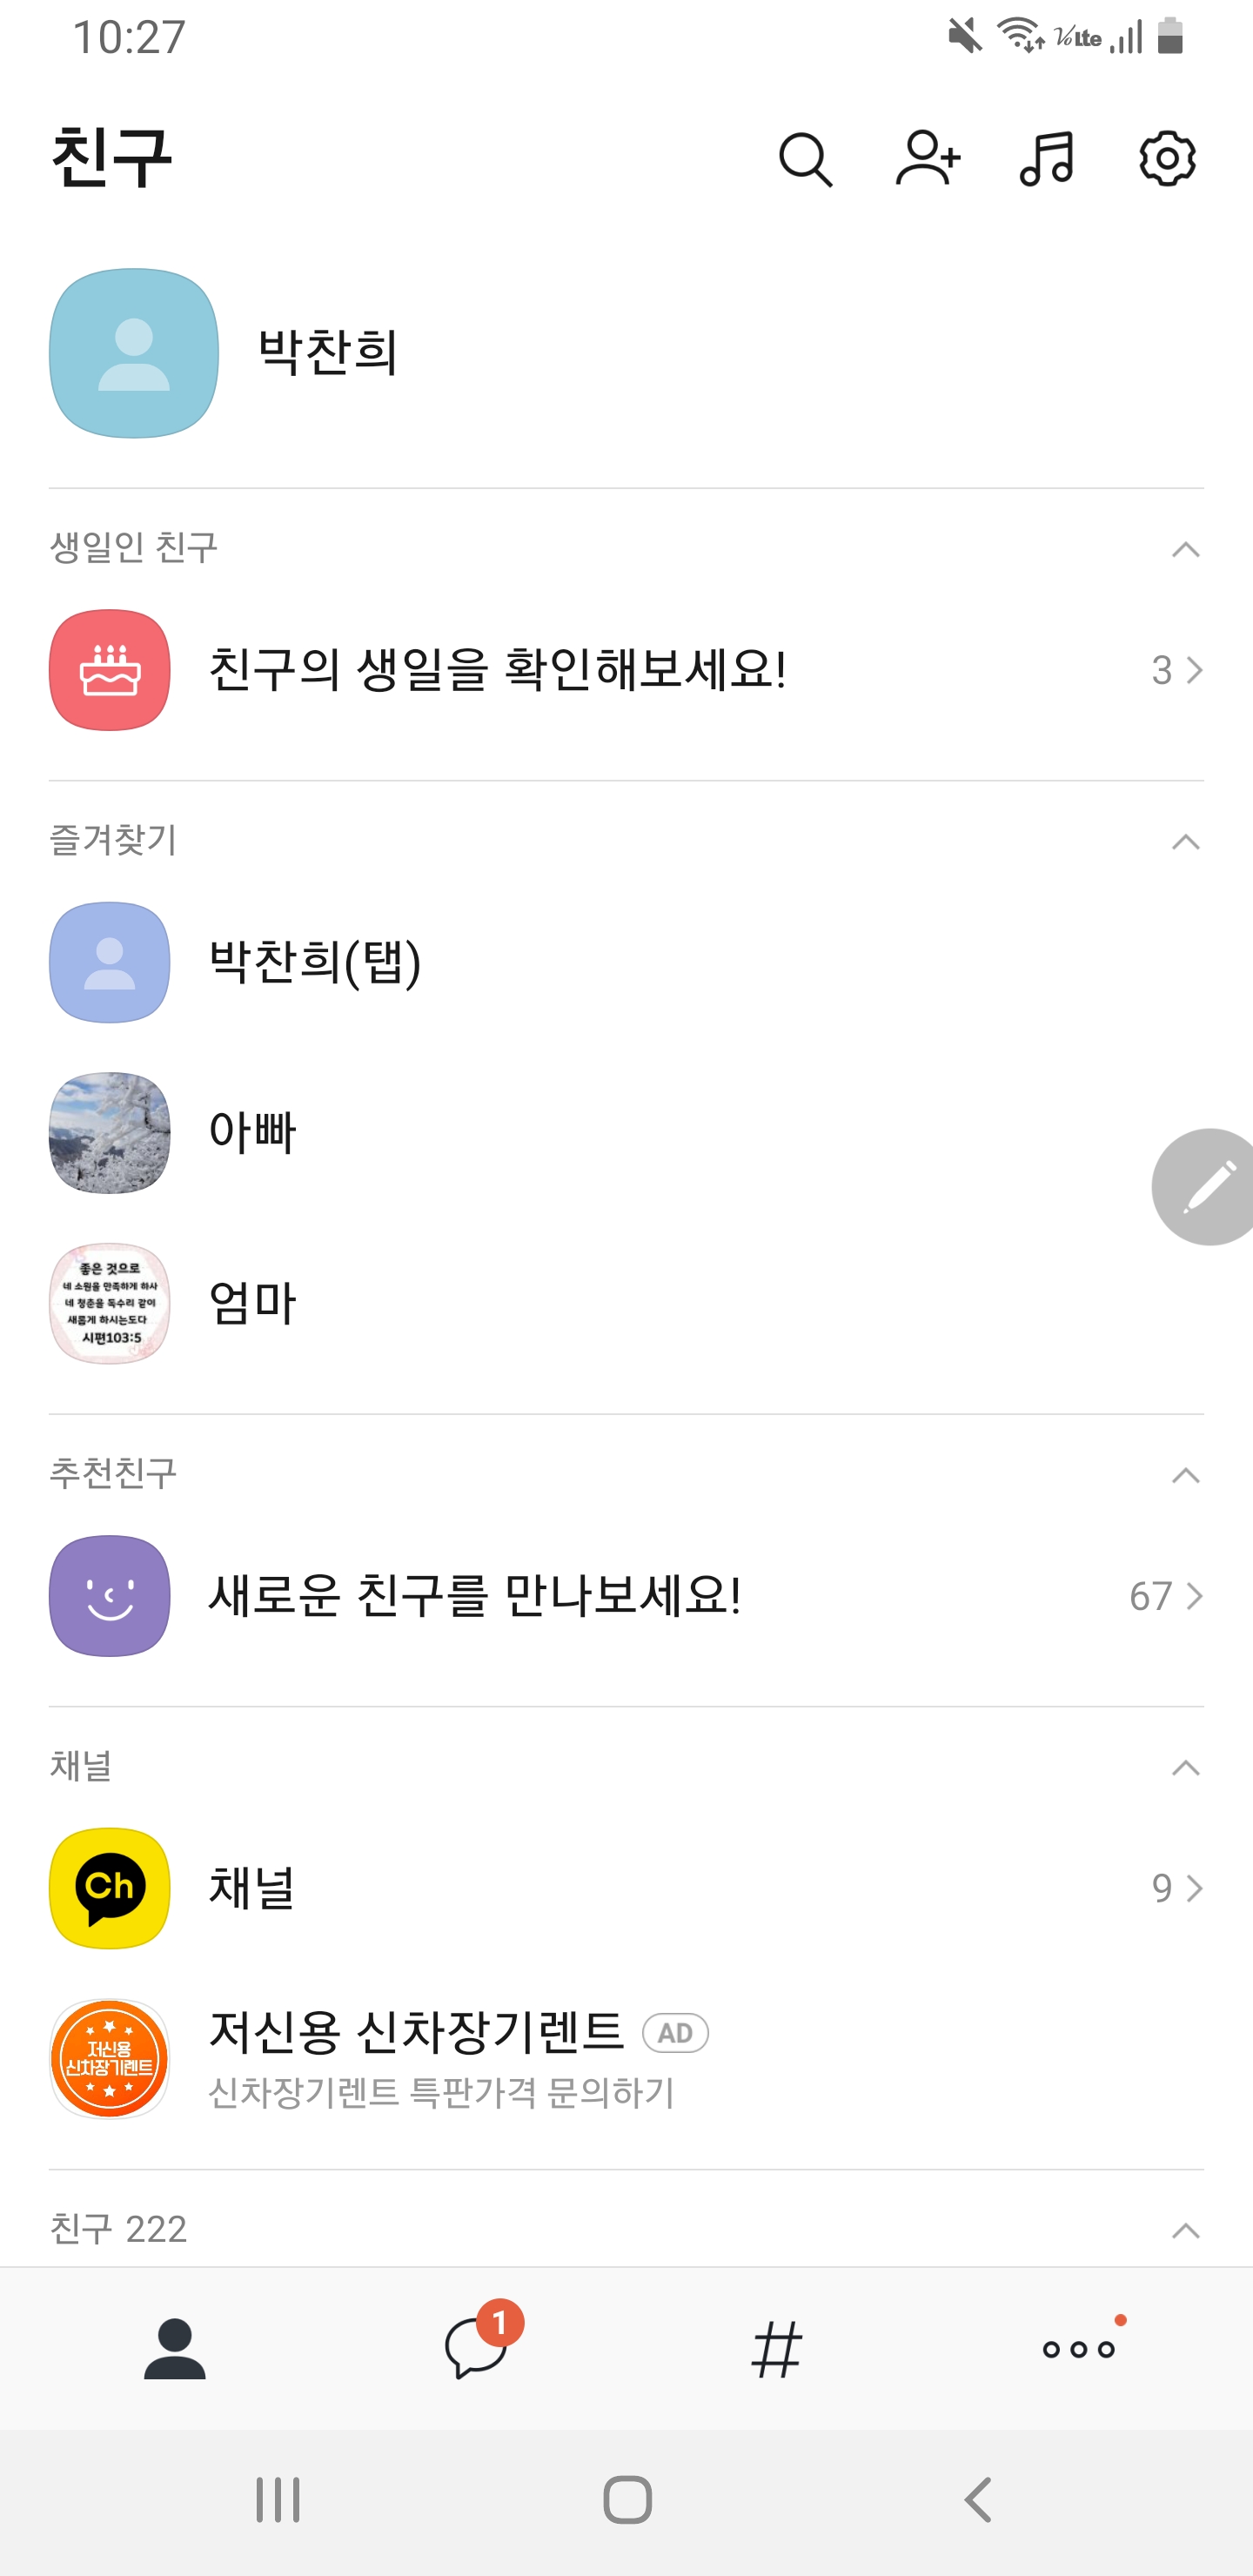 10:27
VoLte
친구
박찬희
생일인 친구
친구의 생일을 확인해보세요!
3
즐겨찾기
박찬희(탭)
아빠
좋은 것으로
네 소원을 만족하게 하사
네 청춘을 독수리 같이
새롭게 하시는도다
시편103:5
엄마
추천친구
새로운 친구를 만나보세요!
67
채널
Ch
채널
9
저신용
신차장기렌트
저신용 신차장기렌트 AD
신차장기렌트 특판가격 문의하기
친구 222
1